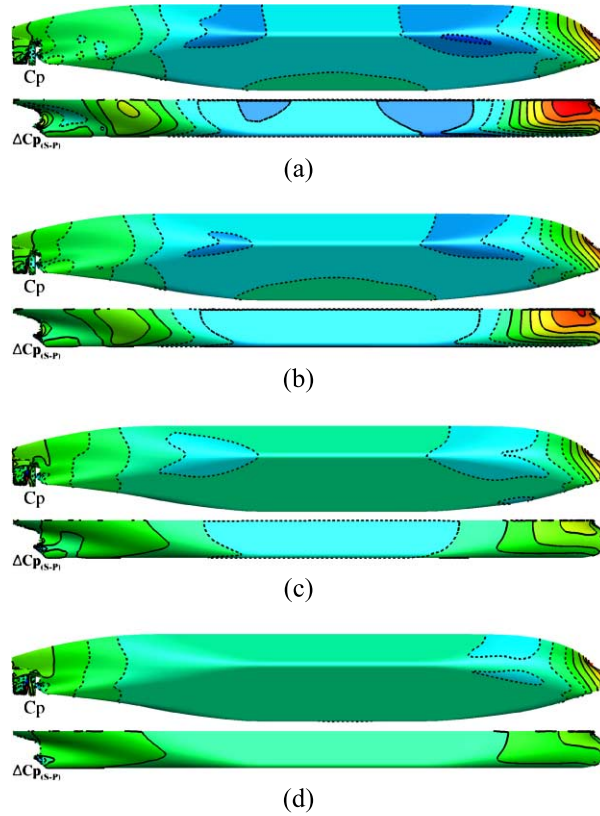 Cp
ΔCp(S-P)
(a)
Cp
ΔCp(S-P)
(b)
Cp
ΔCp(S-P)
(c)
Cp
ΔCp(S-P)
(d)